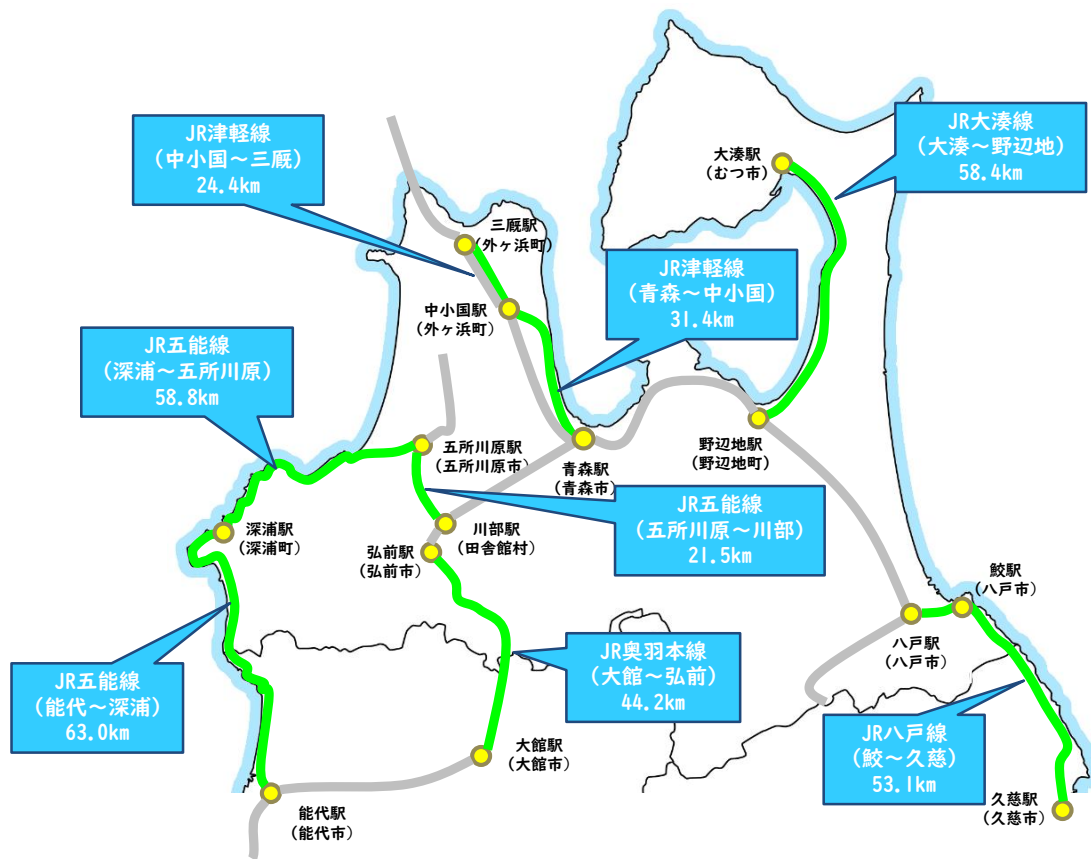 JR津軽線
(中小国～三厩)
24.4km
JR大湊線
(大湊～野辺地)
58.4km
大湊駅
(むつ市)
三厩駅
(外ヶ浜町)
JR津軽線
(青森～中小国)
31.4km
中小国駅
(外ヶ浜町)
JR五能線
(深浦～五所川原)
58.8km
五所川原駅
(五所川原市)
青森駅
(青森市)
野辺地駅
(野辺地町)
JR五能線
(五所川原～川部)
21.5km
深浦駅
(深浦町)
川部駅
(田舎館村)
弘前駅
(弘前市)
鮫駅
(八戸市)
八戸駅
(八戸市)
JR五能線
(能代～深浦)
63.0km
JR奥羽本線
(大館～弘前)
44.2km
JR八戸線
(鮫～久慈)
53.1km
大館駅
(大館市)
能代駅
(能代市)
久慈駅
(久慈市)